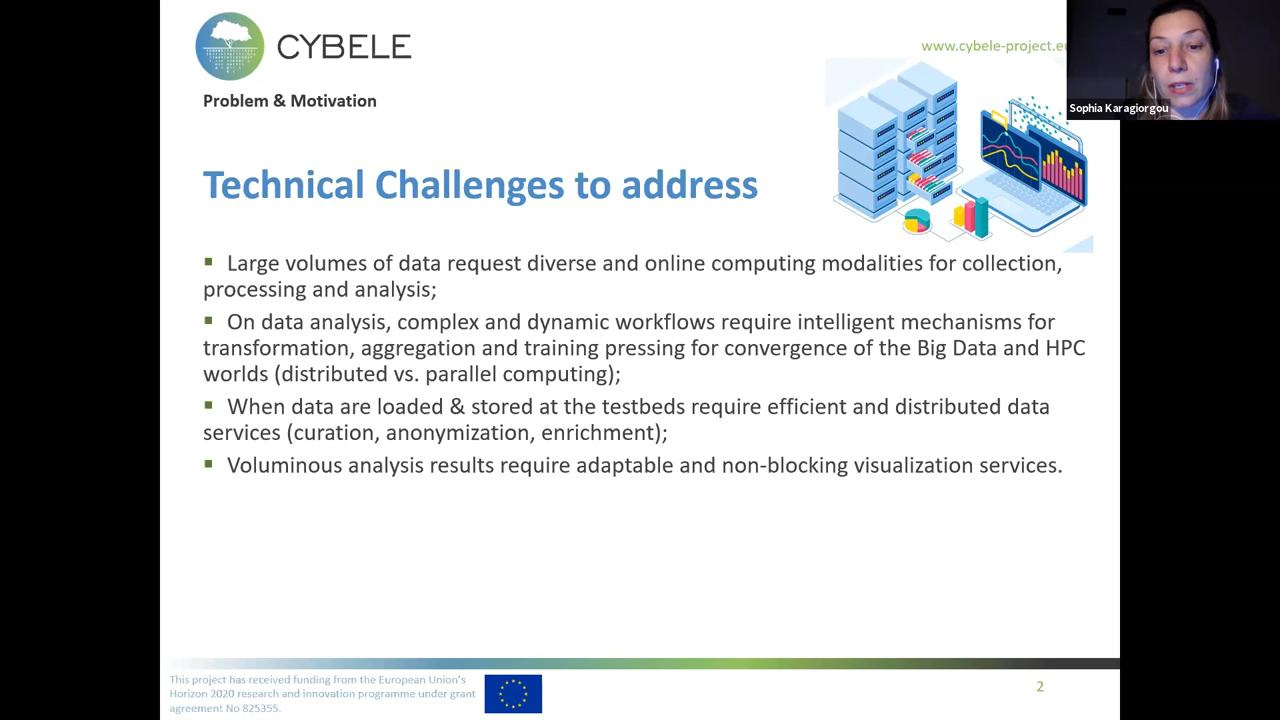 CYBELE
www.cybele-project.eu
Sophia Karagiorgou
Problem & Motivation
Technical Challenges to address
▪ Large volumes of data request diverse and online computing modalities for collection,
processing and analysis;
▪ On data analysis, complex and dynamic workflows require intelligent mechanisms for
transformation, aggregation and training pressing for convergence of the Big Data and HPC
worlds (distributed vs. parallel computing);
▪ When data are loaded & stored at the testbeds require efficient and distributed data
services (curation, anonymization, enrichment);
▪ Voluminous analysis results require adaptable and non-blocking visualization services.
This project has received funding from the European Union's
Horizon 2020 research and innovation programme under grant
agreement No 825355.
2